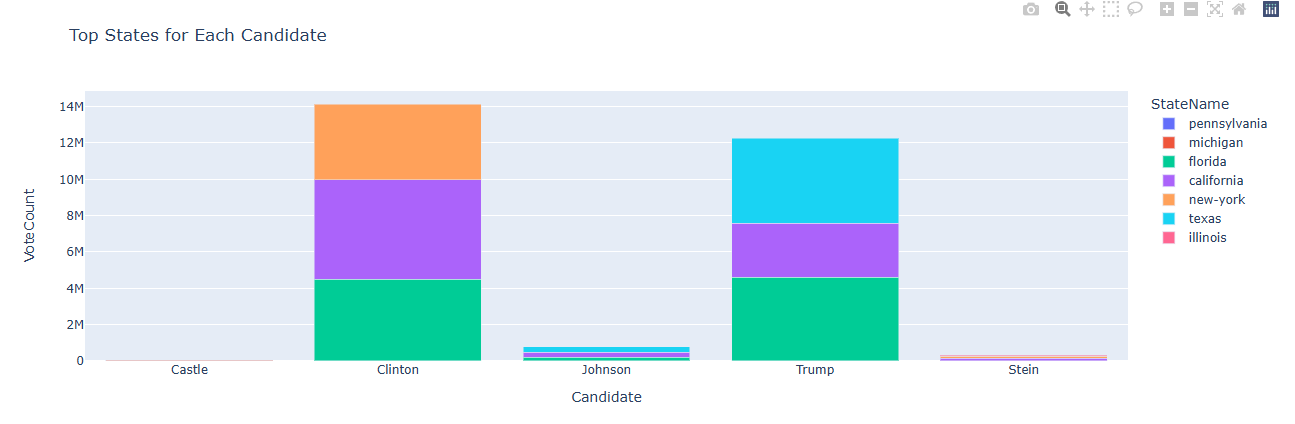 Top States for Each Candidate
VoteCount
14M
12M
10M
8M
6M
4M
2M
0
Castle
Clinton
Johnson
Trump
Stein
Candidate
StateName
pennsylvania
michigan
florida
california
new-york
texas
illinois